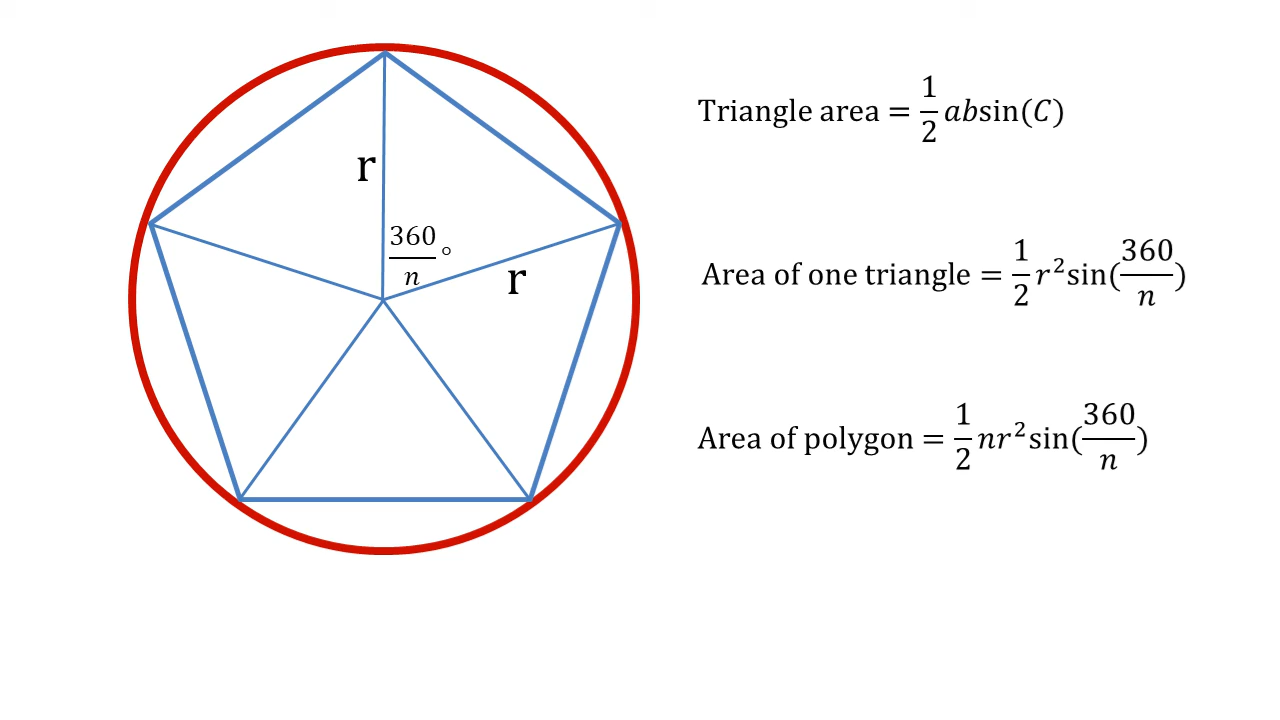 Triangle area = 1/2 absin(C)
r
360/n °
r
Area of one triangle = 1/2 r²sin(360/n)
Area of polygon = 1/2 nr²sin(360/n)